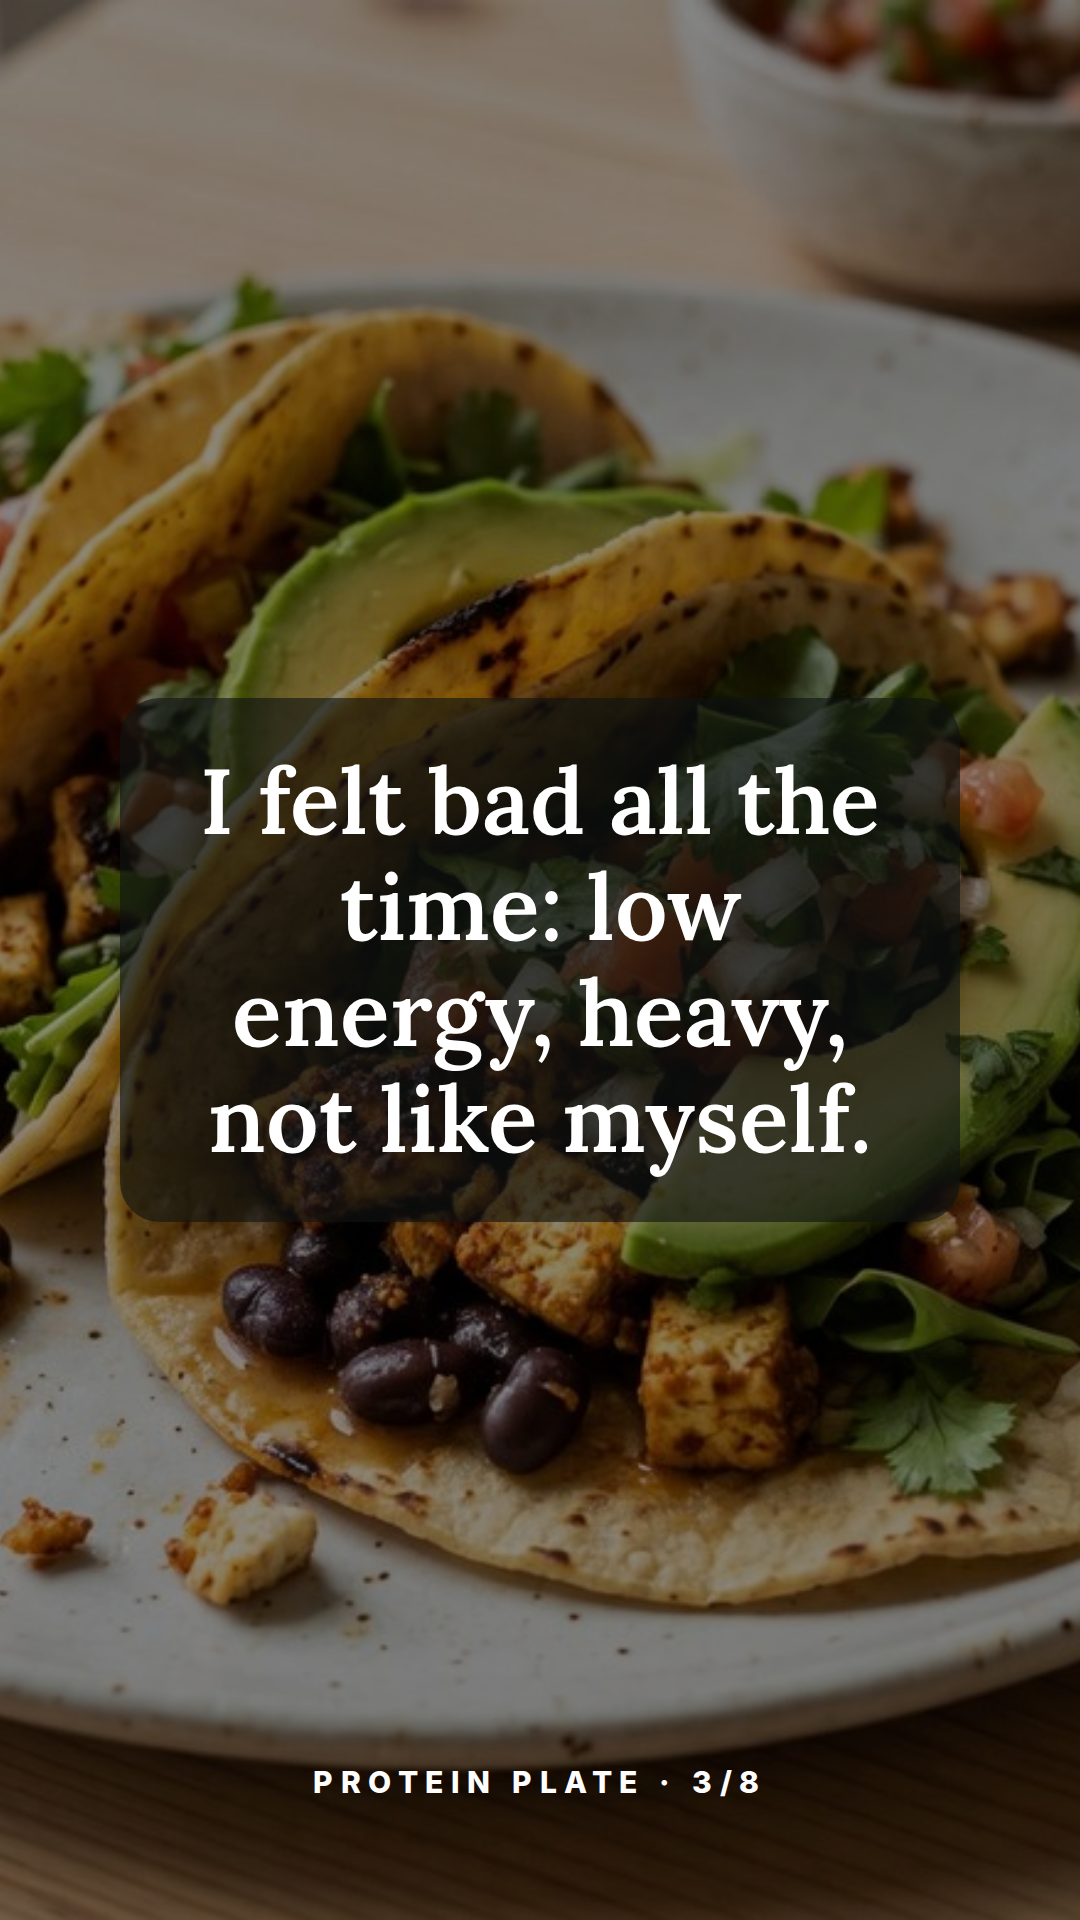 I felt bad all the
time: low
energy, heavy,
not like myself.
PROTEIN PLATE · 3/8